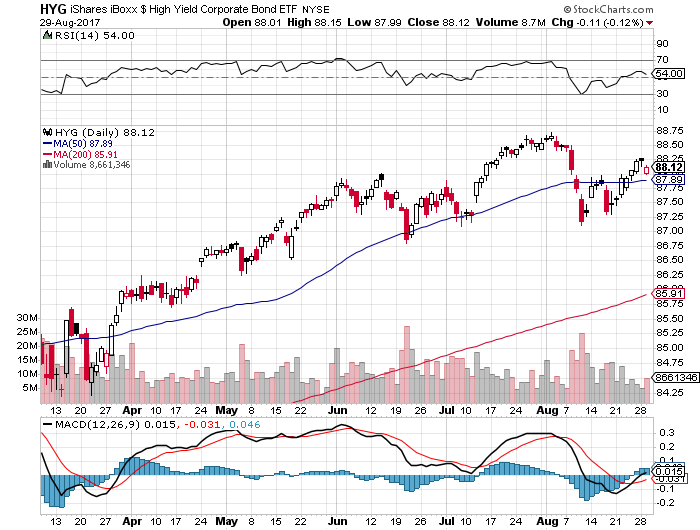 HYG iShares iBoxx $ High Yield Corporate Bond ETF NYSE © StockCharts.com
29-Aug-2017 Open 88.01 High 88.15 Low 87.99 Close 88.12 Volume 8.7M Chg -0.11 (-0.12%)
RSI(14) 54.00
90
70
54.00
30
10
HYG (Daily) 88.12
MA(50) 87.89
MA(200) 85.91
Volume 8,661,346
88.75
88.50
88.25
88.12
87.89
87.75
87.50
87.25
87.00
86.75
86.50
86.25
86.00
85.91
85.75
85.50
85.25
85.00
84.75
84.50
8661346
84.25
30M
25M
20M
15M
10M
5M
13 20 27 Apr 10 17 24 May 8 15 22 Jun 12 19 26 Jul 10 17 24 Aug 7 14 21 28
MACD(12,26,9) 0.015, -0.031, 0.046
0.3
0.2
0.1
0.015
-0.031
-0.1
-0.2
13 20 27 Apr 10 17 24 May 8 15 22 Jun 12 19 26 Jul 10 17 24 Aug 7 14 21 28